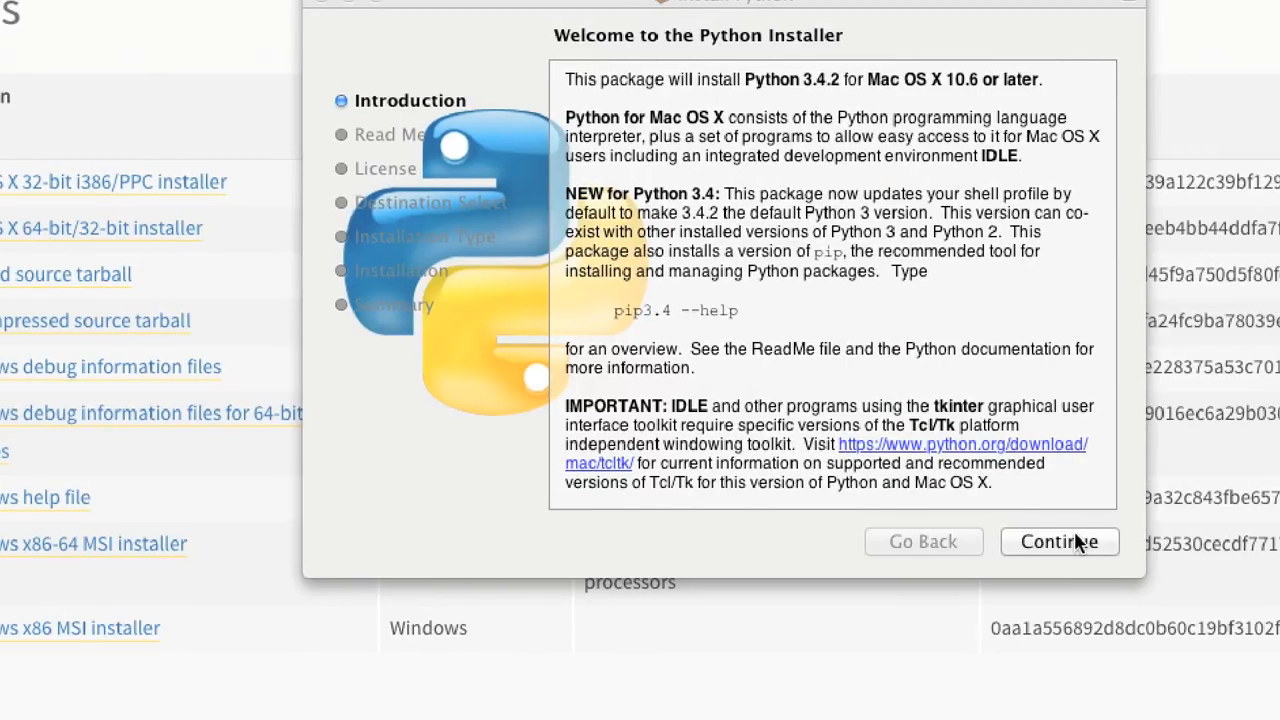 s
Install Python
Welcome to the Python Installer
n
Introduction
Read Me
License
Destination Select
Installation Type
Installation
Summary
This package will install Python 3.4.2 for Mac OS X 10.6 or later.
Python for Mac OS X consists of the Python programming language
interpreter, plus a set of programs to allow easy access to it for Mac OS X
users including an integrated development environment IDLE.
NEW for Python 3.4: This package now updates your shell profile by
default to make 3.4.2 the default Python 3 version. This version can co-
exist with other installed versions of Python 3 and Python 2. This
package also installs a version of pip, the recommended tool for
installing and managing Python packages. Type
pip3.4 --help
for an overview. See the ReadMe file and the Python documentation for
more information.
IMPORTANT: IDLE and other programs using the tkinter graphical user
interface toolkit require specific versions of the Tcl/Tk platform
independent windowing toolkit. Visit https://www.python.org/download/
mac/tcltk/ for current information on supported and recommended
versions of Tcl/Tk for this version of Python and Mac OS X.
Go Back
Continue
S X 32-bit i386/PPC installer
39a122c39bf129
S X 64-bit/32-bit installer
eeb4bb44ddfa7f
d source tarball
45f9a750d5f80f
mpressed source tarball
fa24fc9ba78039e
ws debug information files
e228375a53c701
ws debug information files for 64-bit
9016ec6a29b030
s
ws help file
9a32c843fbe657
ws x86-64 MSI installer
d52530cecdf771
processors
ws x86 MSI installer
Windows
0aa1a556892d8dc0b60c19bf3102f